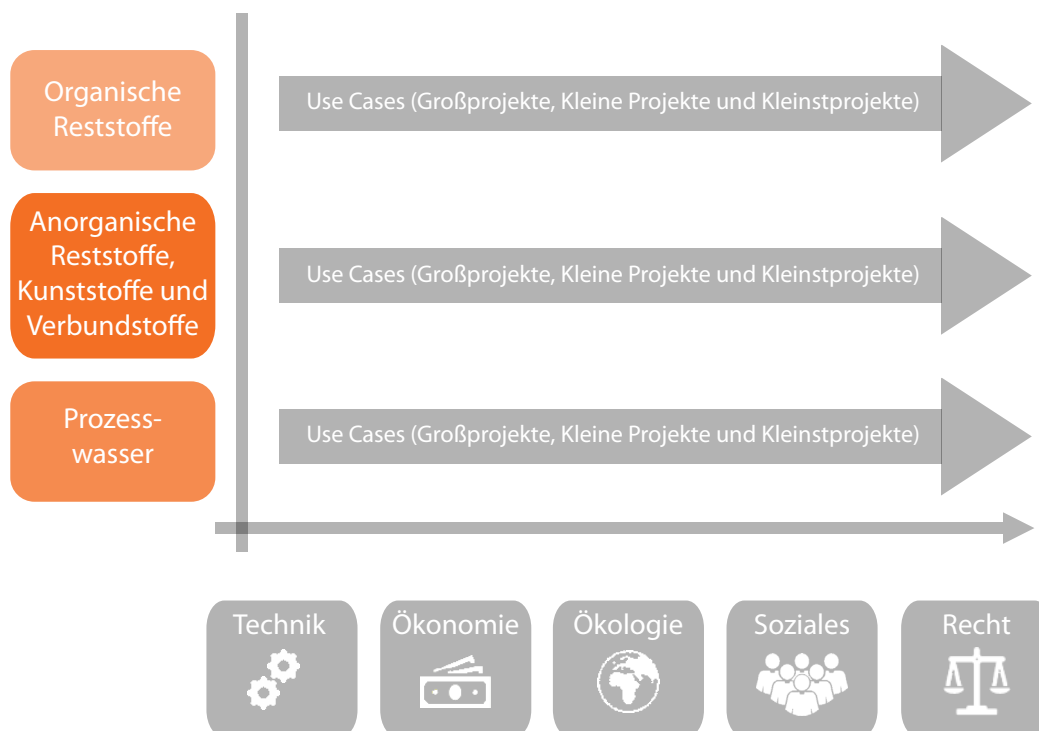 Organische
Reststoffe
Use Cases (Großprojekte, Kleine Projekte und Kleinstprojekte)
Anorganische
Reststoffe,
Kunststoffe und
Verbundstoffe
Use Cases (Großprojekte, Kleine Projekte und Kleinstprojekte)
Prozess-
wasser
Use Cases (Großprojekte, Kleine Projekte und Kleinstprojekte)
Technik
Ökonomie
Ökologie
Soziales
Recht